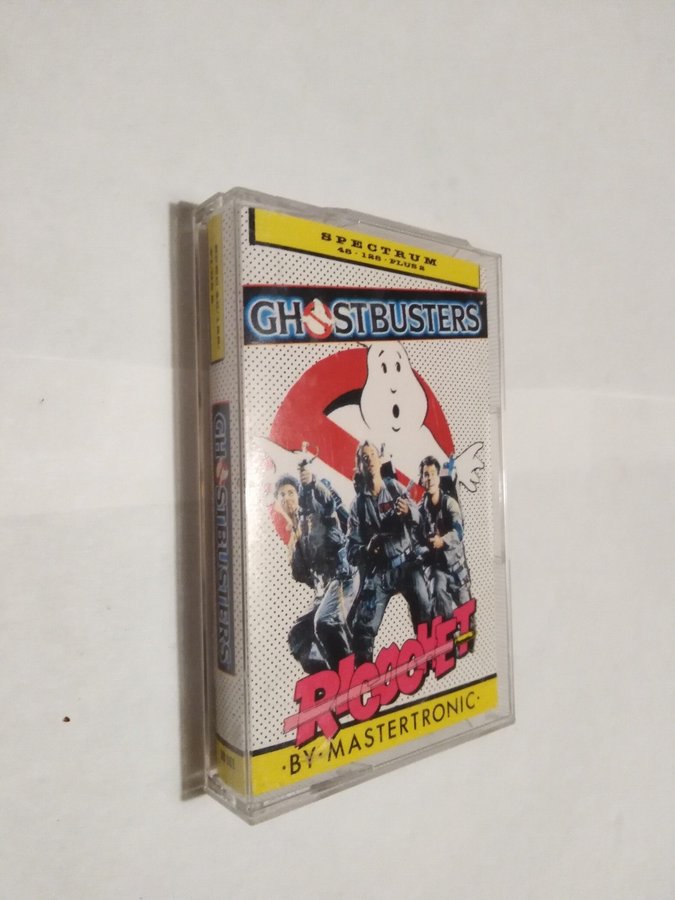 SPECTRUM
48 · 128 · PLUS 2
GHOSTBUSTERS
RICOCHET
·BY·MASTERTRONIC·
GHOSTBUSTERS